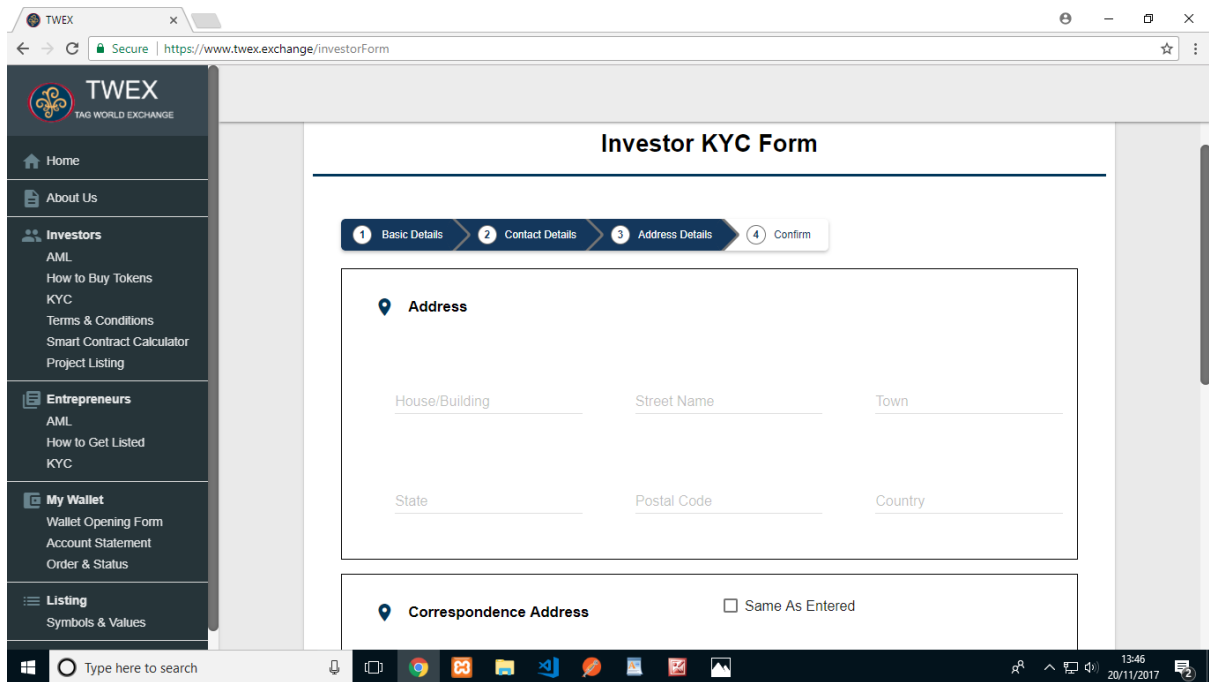 TWEX
Secure | https://www.twex.exchange/investorForm
TWEX
TAG WORLD EXCHANGE
Home
About Us
Investors
AML
How to Buy Tokens
KYC
Terms & Conditions
Smart Contract Calculator
Project Listing
Entrepreneurs
AML
How to Get Listed
KYC
My Wallet
Wallet Opening Form
Account Statement
Order & Status
Listing
Symbols & Values
Investor KYC Form
1 Basic Details 2 Contact Details 3 Address Details 4 Confirm
Address
House/Building Street Name Town
State Postal Code Country
Correspondence Address Same As Entered
Type here to search
13:46
20/11/2017
2